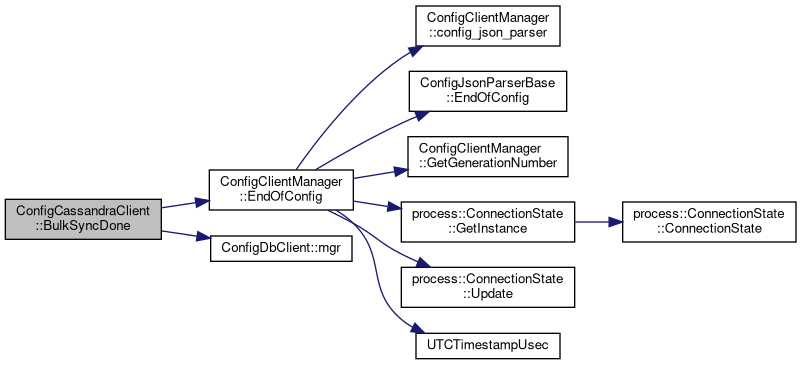 ConfigClientManager
::config_json_parser
ConfigJsonParserBase
::EndOfConfig
ConfigClientManager
::GetGenerationNumber
ConfigClientManager
::EndOfConfig
ConfigCassandraClient
::BulkSyncDone
process::ConnectionState
::GetInstance
process::ConnectionState
::ConnectionState
ConfigDbClient::mgr
process::ConnectionState
::Update
UTCTimestampUsec